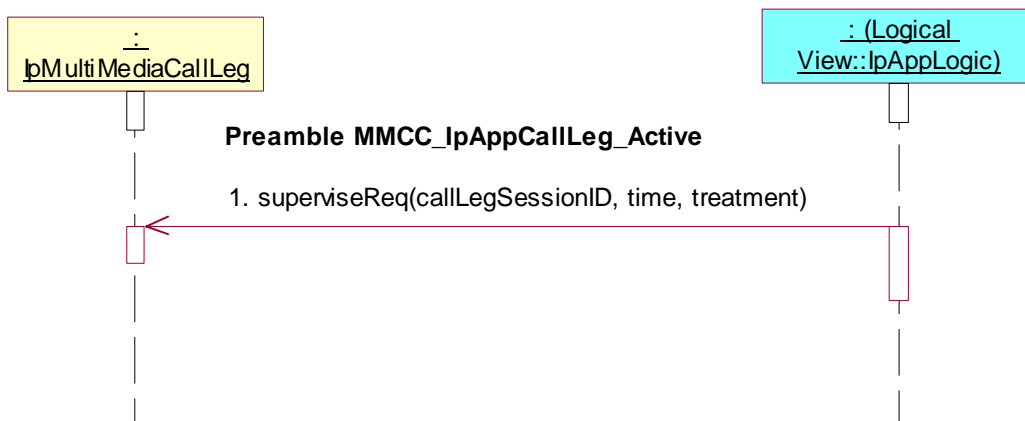 :
IpMultiMediaCallLeg
: (Logical
View::IpAppLogic)
Preamble MMCC_IpAppCallLeg_Active
1. superviseReq(callLegSessionID, time, treatment)